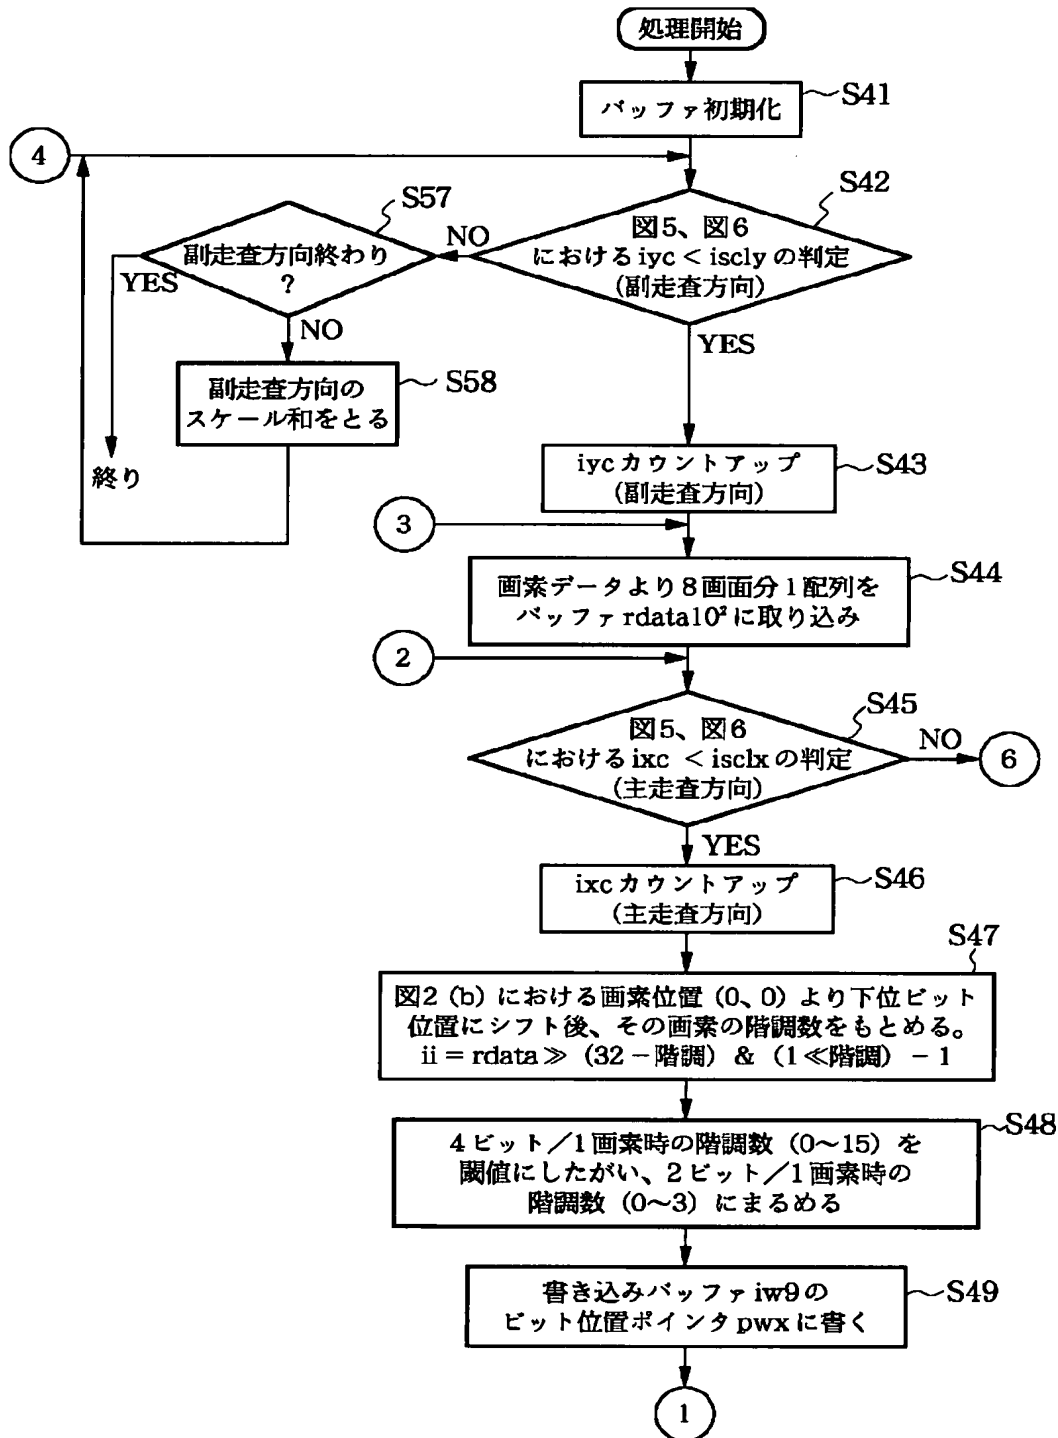 処理開始
バッファ初期化
S41
4
S42
図5、図6
における iyc < iscly の判定
(副走査方向)
NO
YES
S57
副走査方向終わり
?
YES
NO
S58
副走査方向の
スケール和をとる
終り
iyc カウントアップ
(副走査方向)
S43
3
S44
画素データより8画面分1配列を
バッファ rdata10² に取り込み
2
S45
図5、図6
における ixc < isclx の判定
(主走査方向)
NO
6
YES
ixc カウントアップ
(主走査方向)
S46
S47
図2 (b) における画素位置 (0、0) より下位ビット
位置にシフト後、その画素の階調数をもとめる。
ii = rdata ≫ (32 − 階調) & (1 ≪ 階調) − 1
S48
4ビット/1画素時の階調数 (0〜15) を
閾値にしたがい、2ビット/1画素時の
階調数 (0〜3) にまるめる
書き込みバッファ iw9 の
ビット位置ポインタ pwx に書く
S49
1